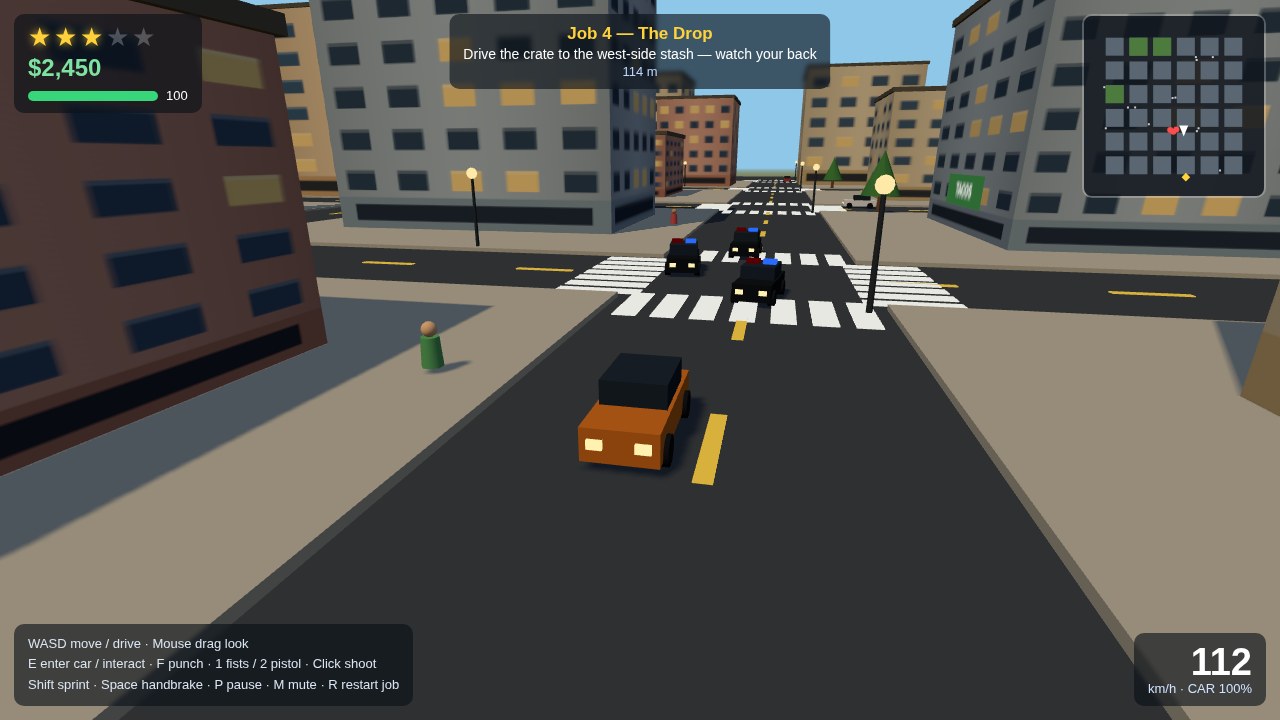 Job 4 — The Drop
Drive the crate to the west-side stash — watch your back
114 m
$2,450
100
WASD move / drive · Mouse drag look
E enter car / interact · F punch · 1 fists / 2 pistol · Click shoot
Shift sprint · Space handbrake · P pause · M mute · R restart job
112
km/h · CAR 100%